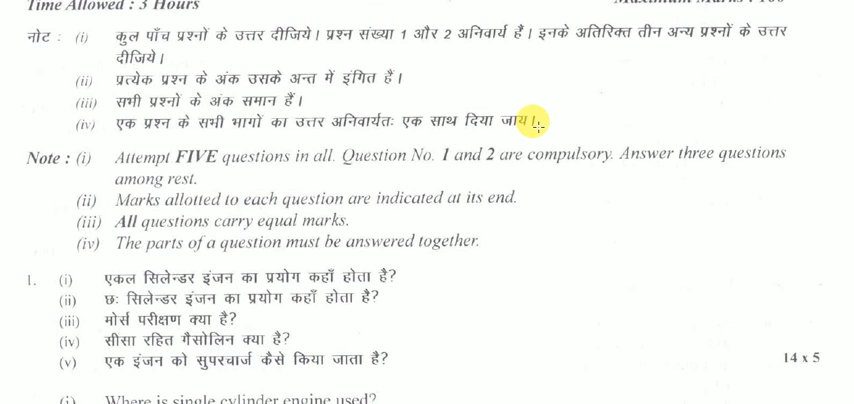 Time Allowed : 3 Hours
नोट : (i) कुल पाँच प्रश्नों के उत्तर दीजिये। प्रश्न संख्या 1 और 2 अनिवार्य हैं। इनके अतिरिक्त तीन अन्य प्रश्नों के उत्तर
दीजिये।
(ii) प्रत्येक प्रश्न के अंक उसके अन्त में इंगित हैं।
(iii) सभी प्रश्नों के अंक समान हैं।
(iv) एक प्रश्न के सभी भागों का उत्तर अनिवार्यतः एक साथ दिया जाय।
Note : (i) Attempt FIVE questions in all. Question No. 1 and 2 are compulsory. Answer three questions
among rest.
(ii) Marks allotted to each question are indicated at its end.
(iii) All questions carry equal marks.
(iv) The parts of a question must be answered together.
1. (i) एकल सिलेन्डर इंजन का प्रयोग कहाँ होता है?
(ii) छः सिलेन्डर इंजन का प्रयोग कहाँ होता है?
(iii) मोर्स परीक्षण क्या है?
(iv) सीसा रहित गैसोलिन क्या है?
(v) एक इंजन को सुपरचार्ज कैसे किया जाता है? 14 x 5
(i) Where is single cylinder engine used?